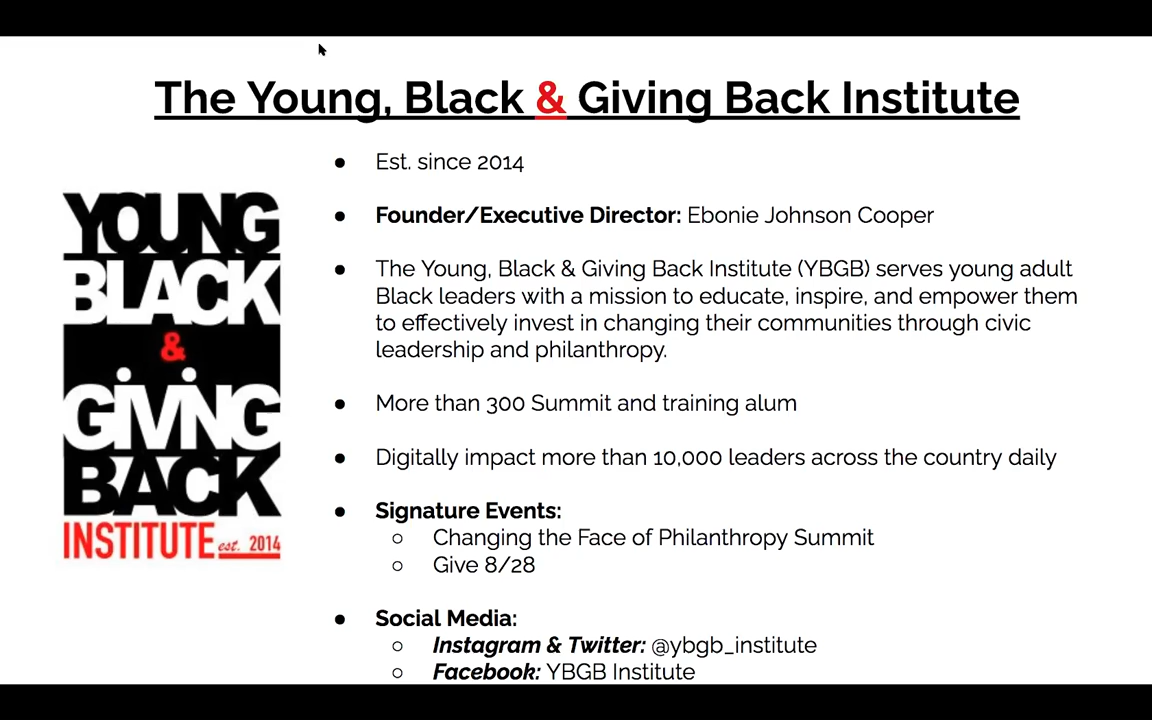 The Young, Black & Giving Back Institute
● Est. since 2014
● Founder/Executive Director: Ebonie Johnson Cooper
● The Young, Black & Giving Back Institute (YBGB) serves young adult
Black leaders with a mission to educate, inspire, and empower them
to effectively invest in changing their communities through civic
leadership and philanthropy.
● More than 300 Summit and training alum
● Digitally impact more than 10,000 leaders across the country daily
● Signature Events:
○ Changing the Face of Philanthropy Summit
○ Give 8/28
● Social Media:
○ Instagram & Twitter: @ybgb_institute
○ Facebook: YBGB Institute
YOUNG
BLACK
&
GiViNG
BACK
INSTITUTE est. 2014